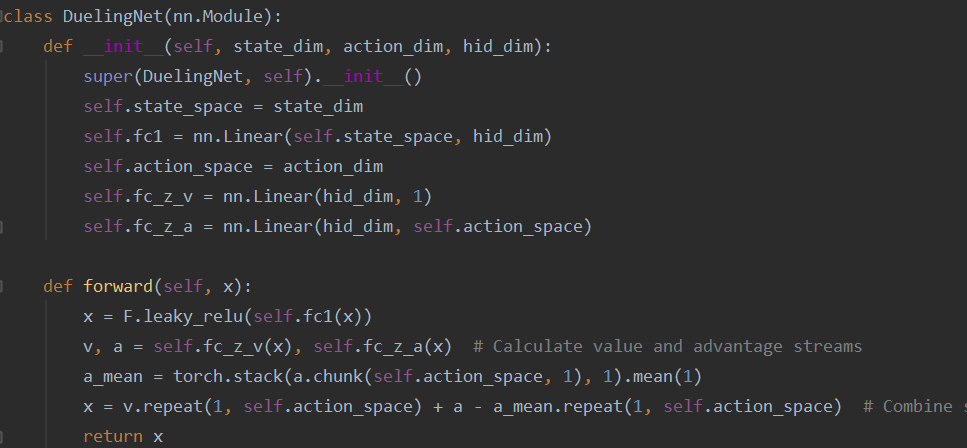 class DuelingNet(nn.Module):
    def __init__(self, state_dim, action_dim, hid_dim):
        super(DuelingNet, self).__init__()
        self.state_space = state_dim
        self.fc1 = nn.Linear(self.state_space, hid_dim)
        self.action_space = action_dim
        self.fc_z_v = nn.Linear(hid_dim, 1)
        self.fc_z_a = nn.Linear(hid_dim, self.action_space)
    def forward(self, x):
        x = F.leaky_relu(self.fc1(x))
        v, a = self.fc_z_v(x), self.fc_z_a(x)  # Calculate value and advantage streams
        a_mean = torch.stack(a.chunk(self.action_space, 1), 1).mean(1)
        x = v.repeat(1, self.action_space) + a - a_mean.repeat(1, self.action_space)  # Combine
        return x